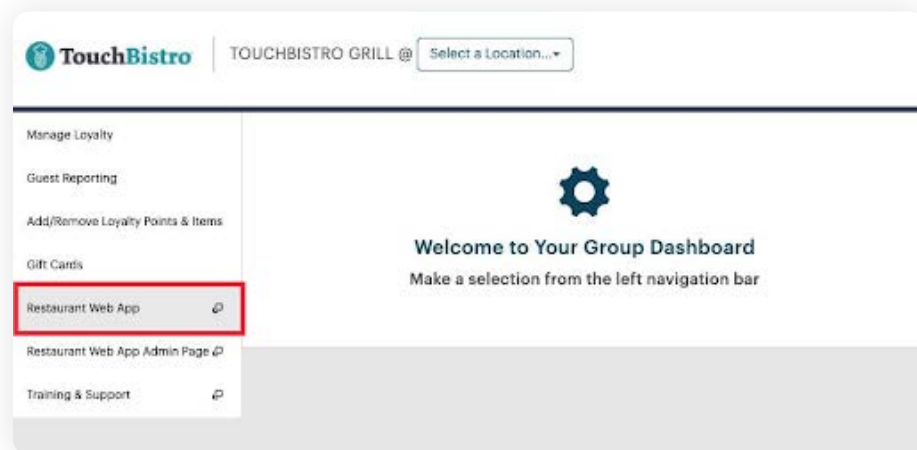 TouchBistro
TOUCHBISTRO GRILL @ Select a Location...
Manage Loyalty
Guest Reporting
Add/Remove Loyalty Points & Items
Gift Cards
Restaurant Web App
Restaurant Web App Admin Page
Training & Support
Welcome to Your Group Dashboard
Make a selection from the left navigation bar